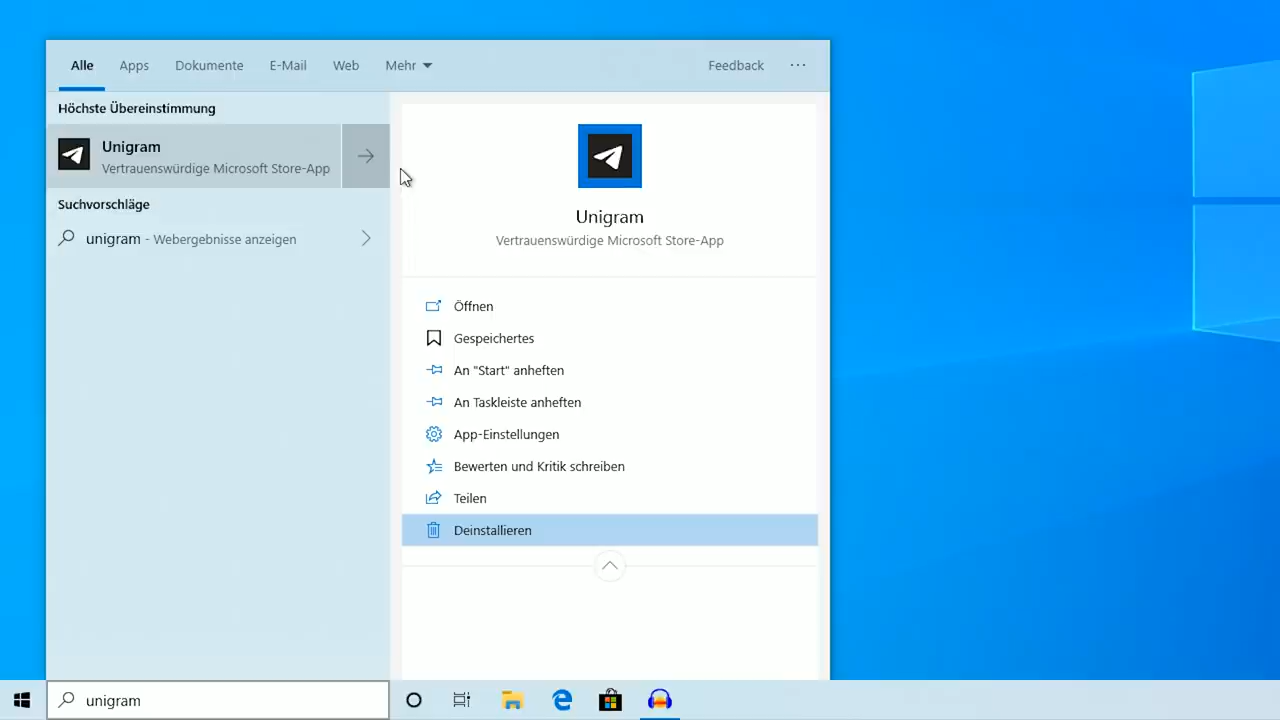 Alle Apps Dokumente E-Mail Web Mehr Feedback ...
Höchste Übereinstimmung
Unigram
Vertrauenswürdige Microsoft Store-App
Suchvorschläge
unigram - Webergebnisse anzeigen
Unigram
Vertrauenswürdige Microsoft Store-App
Öffnen
Gespeichertes
An "Start" anheften
An Taskleiste anheften
App-Einstellungen
Bewerten und Kritik schreiben
Teilen
Deinstallieren
unigram